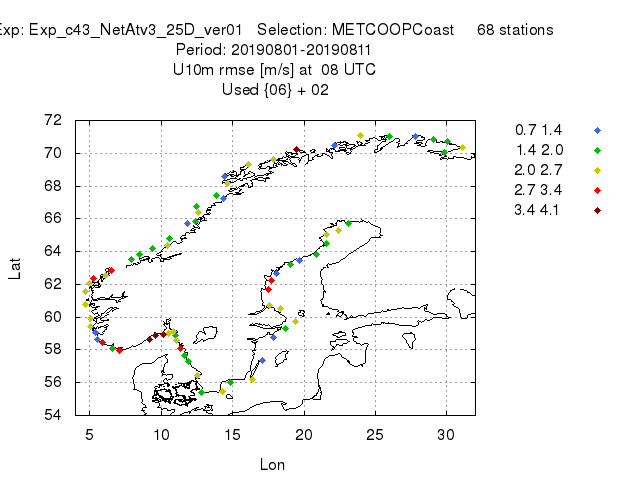 Exp: Exp_c43_NetAtv3_25D_ver01 Selection: METCOOPCoast 68 stations
Period: 20190801-20190811
U10m rmse [m/s] at 08 UTC
Used {06} + 02
72
70
68
66
64
62
60
58
56
54
Lat
5 10 15 20 25 30
Lon
0.7 1.4
1.4 2.0
2.0 2.7
2.7 3.4
3.4 4.1